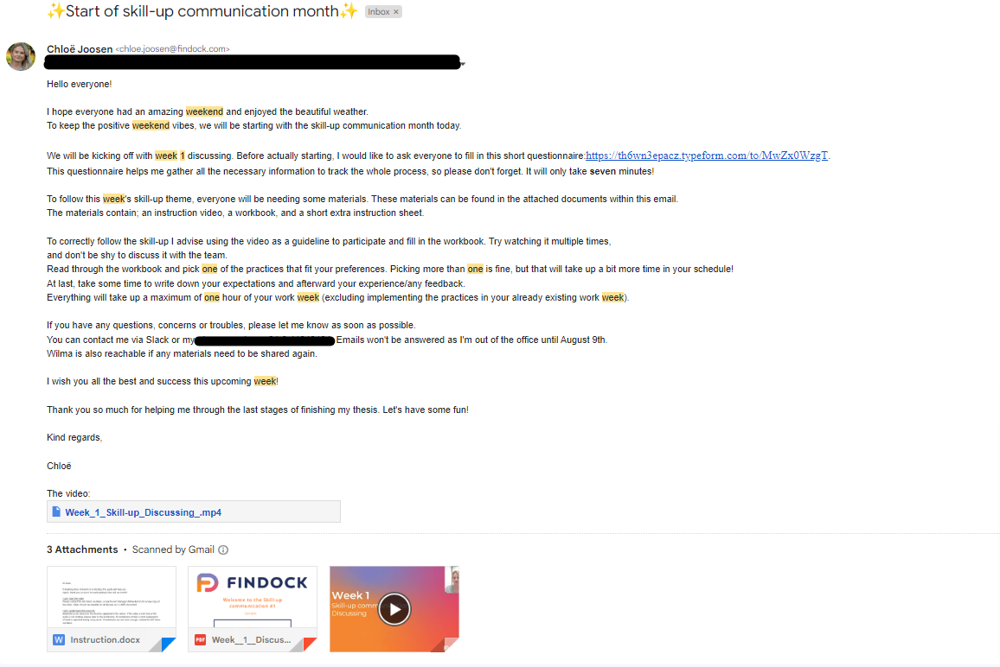 ✨Start of skill-up communication month✨ Inbox ×
Chloë Joosen <chloe.joosen@findock.com>
Hello everyone!
I hope everyone had an amazing weekend and enjoyed the beautiful weather.
To keep the positive weekend vibes, we will be starting with the skill-up communication month today.
We will be kicking off with week 1 discussing. Before actually starting, I would like to ask everyone to fill in this short questionnaire:https://th6wn3epacz.typeform.com/to/MwZx0WzgT.
This questionnaire helps me gather all the necessary information to track the whole process, so please don't forget. It will only take seven minutes!
To follow this week's skill-up theme, everyone will be needing some materials. These materials can be found in the attached documents within this email.
The materials contain; an instruction video, a workbook, and a short extra instruction sheet.
To correctly follow the skill-up I advise using the video as a guideline to participate and fill in the workbook. Try watching it multiple times,
and don't be shy to discuss it with the team.
Read through the workbook and pick one of the practices that fit your preferences. Picking more than one is fine, but that will take up a bit more time in your schedule!
At last, take some time to write down your expectations and afterward your experience/any feedback.
Everything will take up a maximum of one hour of your work week (excluding implementing the practices in your already existing work week).
If you have any questions, concerns or troubles, please let me know as soon as possible.
You can contact me via Slack or my Emails won't be answered as I'm out of the office until August 9th.
Wilma is also reachable if any materials need to be shared again.
I wish you all the best and success this upcoming week!
Thank you so much for helping me through the last stages of finishing my thesis. Let's have some fun!
Kind regards,
Chloë
The video:
Week_1_Skill-up_Discussing_.mp4
3 Attachments • Scanned by Gmail
FINDOCK
Welcome to the Skill-up
communication #1
Week 1
Skill-up comm
Discussing
W Instruction.docx
PDF Week__1__Discus...